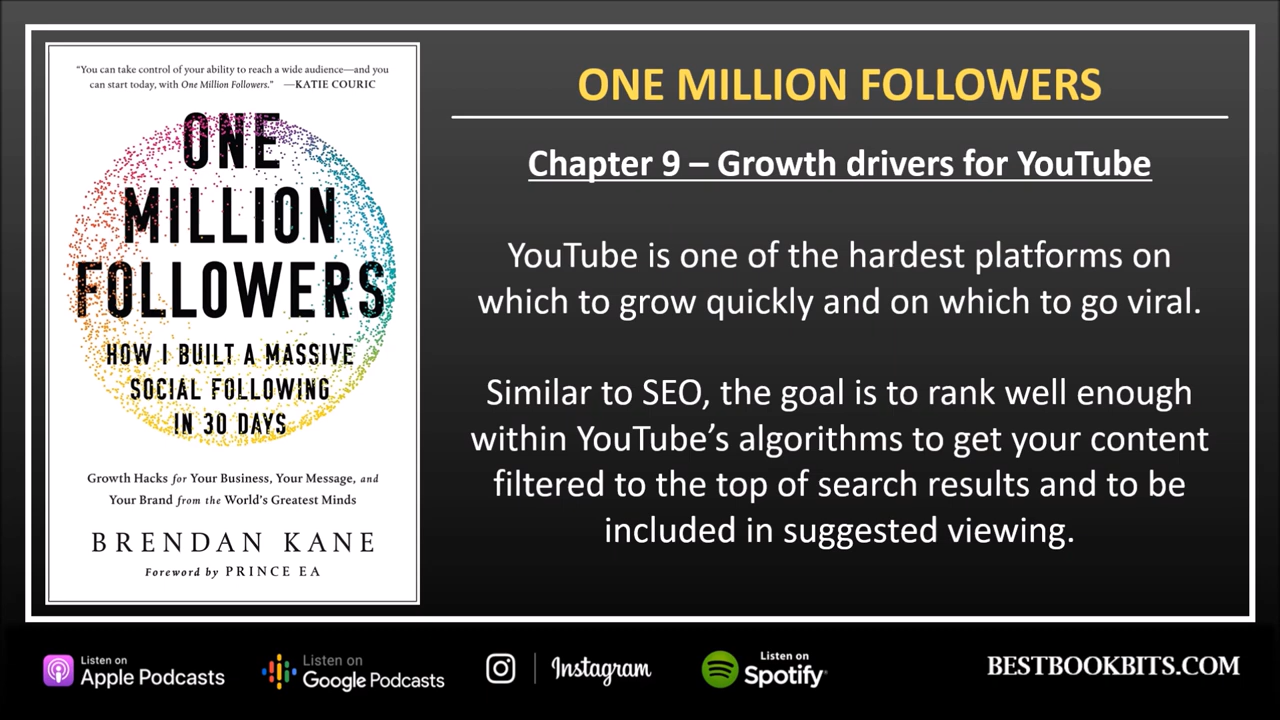 “You can take control of your ability to reach a wide audience—and you
can start today, with One Million Followers.” —KATIE COURIC
ONE
MILLION
FOLLOWERS
HOW I BUILT A MASSIVE
SOCIAL FOLLOWING
IN 30 DAYS
Growth Hacks for Your Business, Your Message, and
Your Brand from the World’s Greatest Minds
BRENDAN KANE
Foreword by PRINCE EA
ONE MILLION FOLLOWERS
Chapter 9 – Growth drivers for YouTube
YouTube is one of the hardest platforms on
which to grow quickly and on which to go viral.
Similar to SEO, the goal is to rank well enough
within YouTube’s algorithms to get your content
filtered to the top of search results and to be
included in suggested viewing.
Listen on
Apple Podcasts
Listen on
Google Podcasts
Instagram
Listen on
Spotify
BESTBOOKBITS.COM